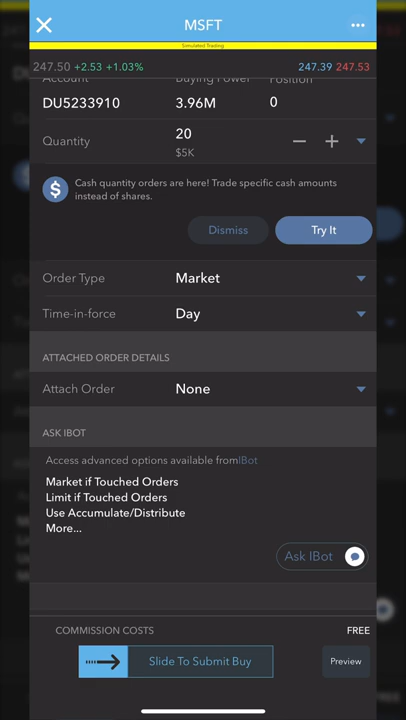 MSFT
Simulated Trading
247.50 +2.53 +1.03% 247.39 247.53
Account Buying Power Position
DU5233910 3.96M 0
Quantity 20
$5K
Cash quantity orders are here! Trade specific cash amounts
instead of shares.
Dismiss Try It
Order Type Market
Time-in-force Day
ATTACHED ORDER DETAILS
Attach Order None
ASK IBOT
Access advanced options available fromIBot
Market if Touched Orders
Limit if Touched Orders
Use Accumulate/Distribute
More...
Ask IBot
COMMISSION COSTS FREE
Slide To Submit Buy Preview